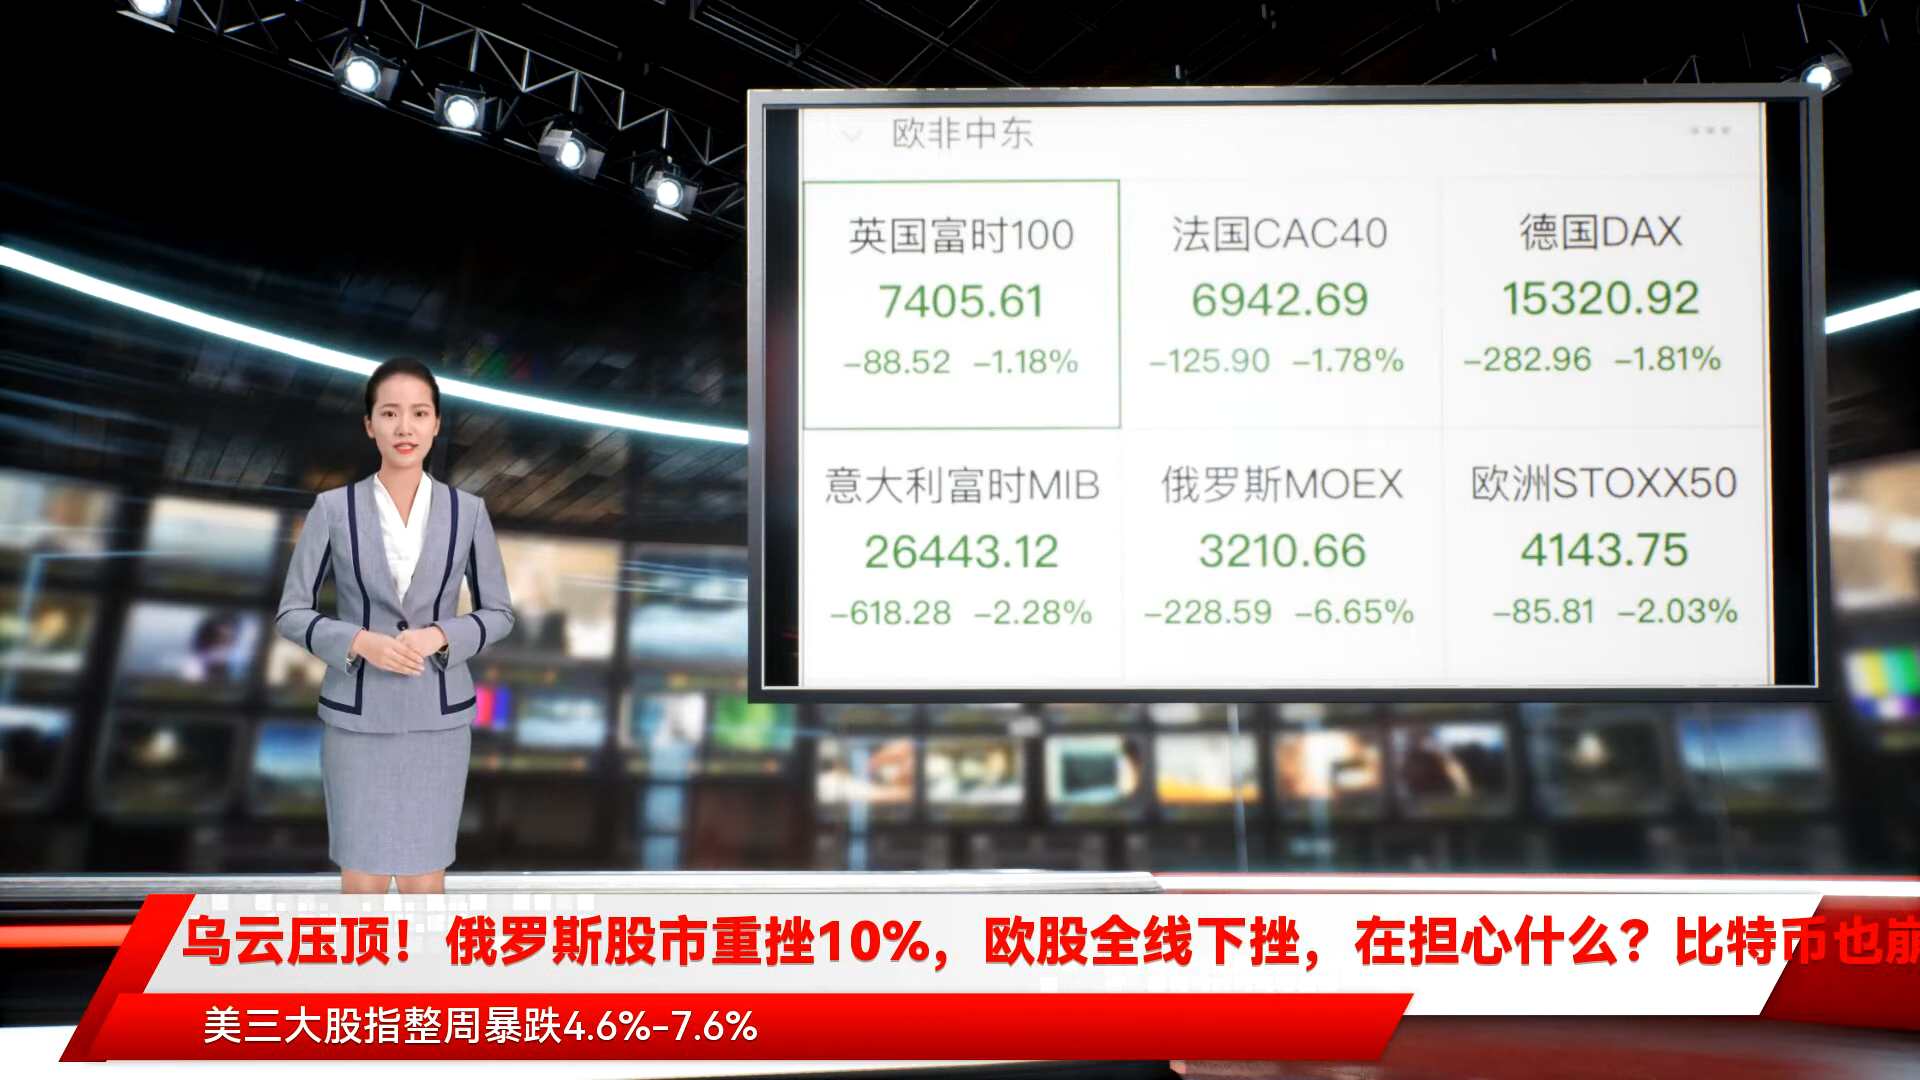 欧非中东
英国富时100 法国CAC40 德国DAX
7405.61 6942.69 15320.92
-88.52 -1.18% -125.90 -1.78% -282.96 -1.81%
意大利富时MIB 俄罗斯MOEX 欧洲STOXX50
26443.12 3210.66 4143.75
-618.28 -2.28% -228.59 -6.65% -85.81 -2.03%
乌云压顶！俄罗斯股市重挫10%，欧股全线下挫，在担心什么？比特币也崩
美三大股指整周暴跌4.6%-7.6%